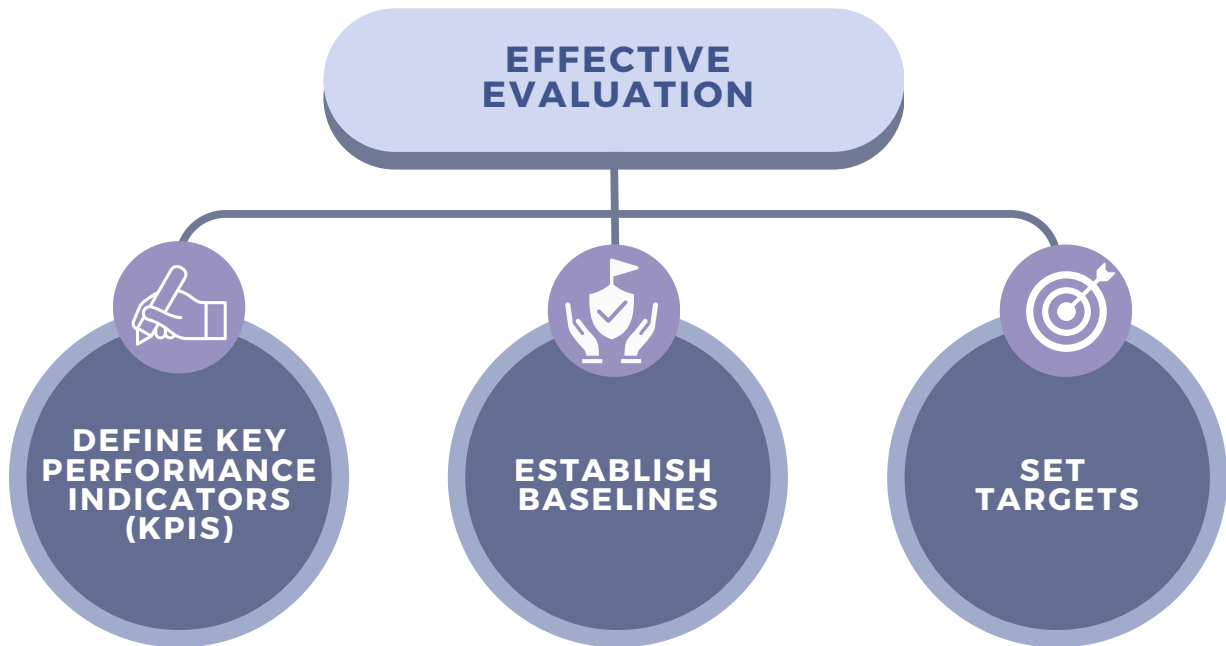 EFFECTIVE
EVALUATION
DEFINE KEY
PERFORMANCE
INDICATORS
(KPIS)
ESTABLISH
BASELINES
SET
TARGETS